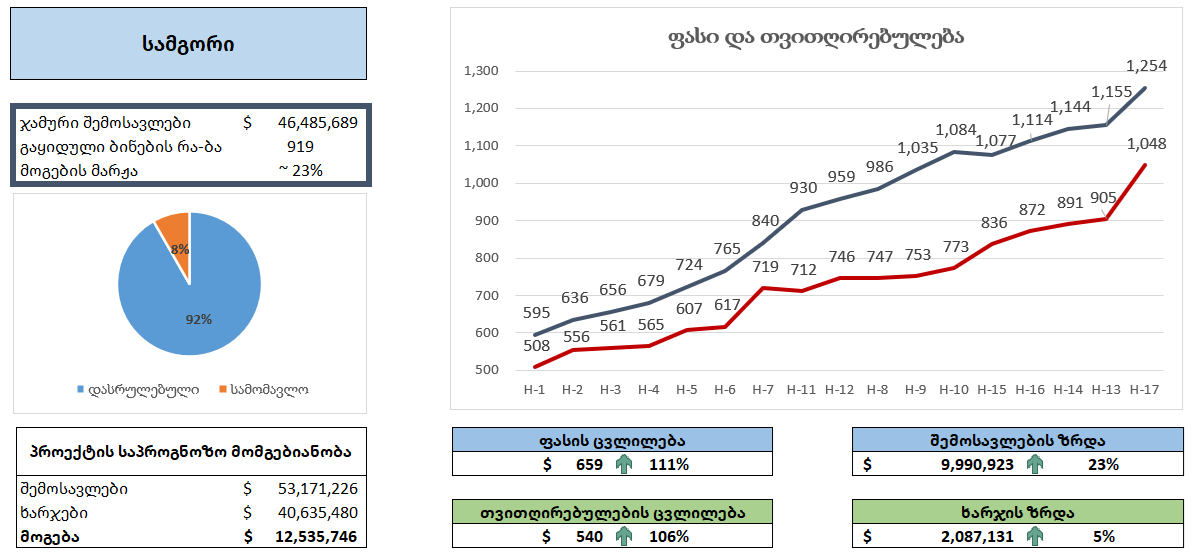 სამგორი
ჯამური შემოსავლები $ 46,485,689
გაყიდული ბინების რა-ბა 919
მოგების მარჟა ~ 23%
8%
92%
დასრულებული სამომავლო
პროექტის საპროგნოზო მომგებიანობა
შემოსავლები $ 53,171,226
ხარჯები $ 40,635,480
მოგება $ 12,535,746
ფასი და თვითღირებულება
1,300
1,200
1,100
1,000
900
800
700
600
500
595 636 656 679 724 765 840 930 959 986 1,035 1,084 1,077 1,114 1,144 1,155 1,254
508 556 561 565 607 617 719 712 746 747 753 773 836 872 891 905 1,048
H-1 H-2 H-3 H-4 H-5 H-6 H-7 H-11 H-12 H-8 H-9 H-10 H-15 H-16 H-14 H-13 H-17
ფასის ცვლილება
$ 659 111%
შემოსავლების ზრდა
$ 9,990,923 23%
თვითღირებულების ცვლილება
$ 540 106%
ხარჯის ზრდა
$ 2,087,131 5%